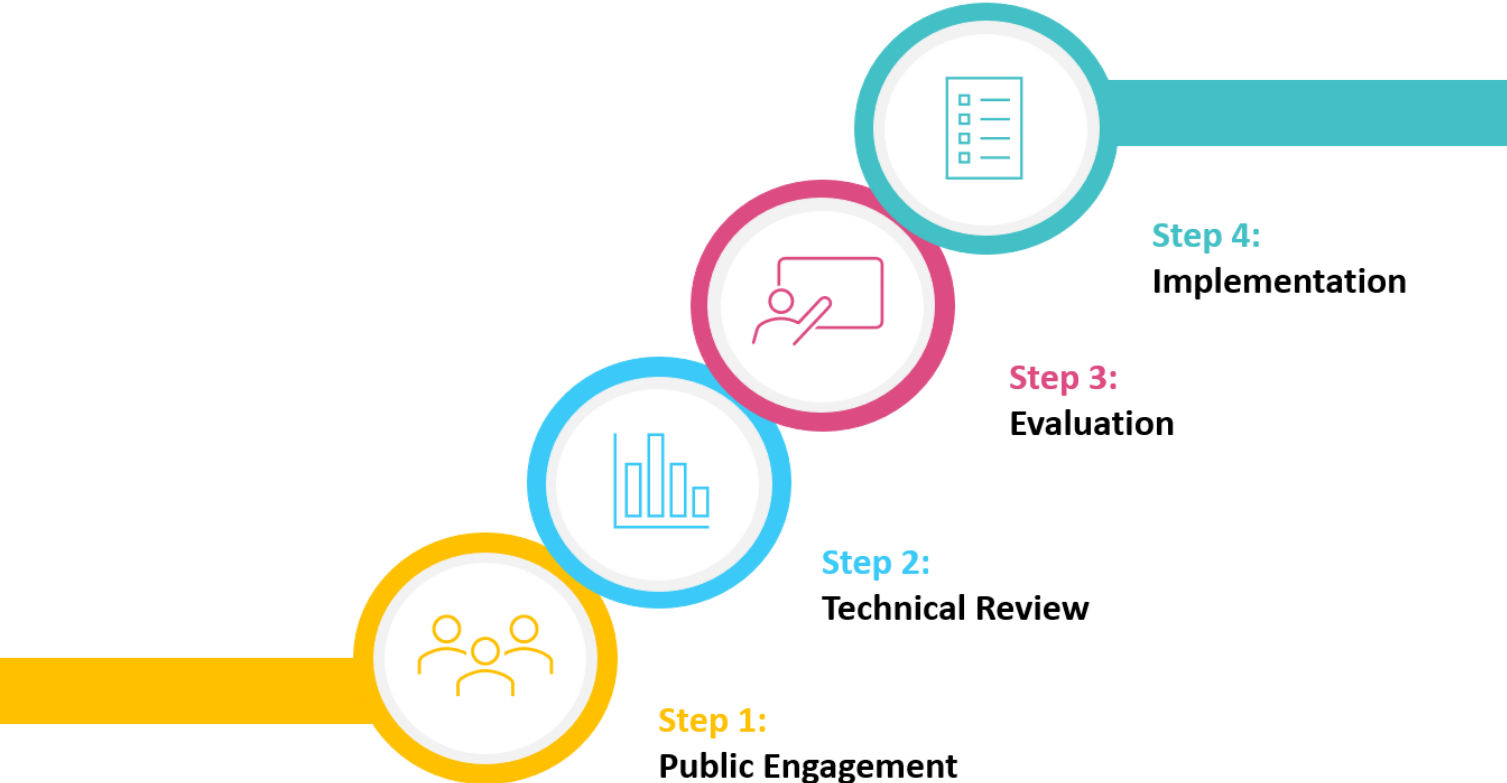 Step 4:
Implementation
Step 3:
Evaluation
Step 2:
Technical Review
Step 1:
Public Engagement